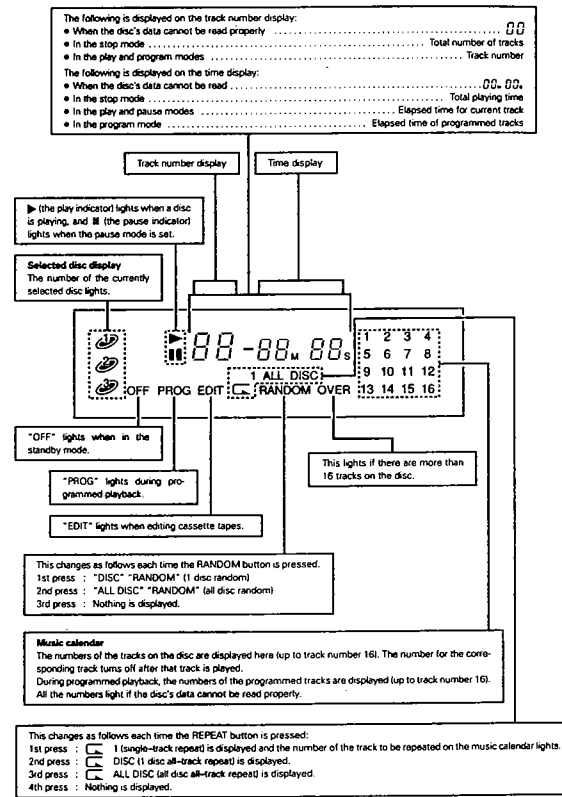 The following is displayed on the track number display:
● When the disc's data cannot be read properly ........ 00
● In the stop mode ........ Total number of tracks
● In the play and program modes ........ Track number
The following is displayed on the time display:
● When the disc's data cannot be read ........ 00. 00.
● In the stop mode ........ Total playing time
● In the play and pause modes ........ Elapsed time for current track
● In the program mode ........ Elapsed time of programmed tracks
Track number display
Time display
▶ (the play indicator) lights when a disc
is playing, and ⏸ (the pause indicator)
lights when the pause mode is set.
Selected disc display
The number of the currently
selected disc lights.
1
2
3
▶
⏸
88 -88M 88S
1 ALL DISC
OFF PROG EDIT RANDOM OVER
1 2 3 4
5 6 7 8
9 10 11 12
13 14 15 16
"OFF" lights when in the
standby mode.
"PROG" lights during pro-
grammed playback.
"EDIT" lights when editing cassette tapes.
This lights if there are more than
16 tracks on the disc.
This changes as follows each time the RANDOM button is pressed.
1st press : "DISC" "RANDOM" (1 disc random)
2nd press : "ALL DISC" "RANDOM" (all disc random)
3rd press : Nothing is displayed.
Music calendar
The numbers of the tracks on the disc are displayed here (up to track number 16). The number for the corre-
sponding track turns off after that track is played.
During programmed playback, the numbers of the programmed tracks are displayed (up to track number 16).
All the numbers light if the disc's data cannot be read properly.
This changes as follows each time the REPEAT button is pressed:
1st press : 1 (single-track repeat) is displayed and the number of the track to be repeated on the music calendar lights.
2nd press : DISC (1 disc all-track repeat) is displayed.
3rd press : ALL DISC (all disc all-track repeat) is displayed.
4th press : Nothing is displayed.